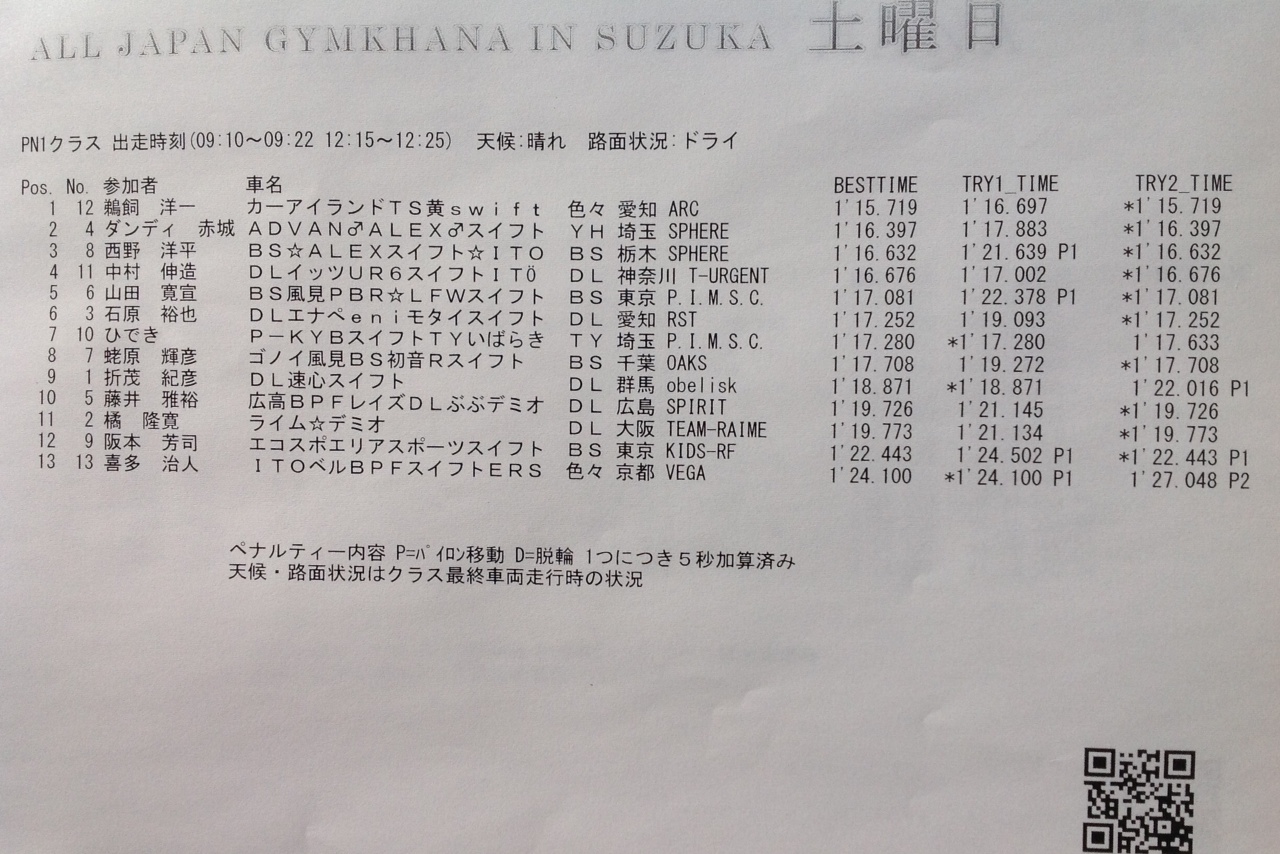 ALL JAPAN GYMKHANA IN SUZUKA 土曜日
PN1クラス 出走時刻(09:10～09:22 12:15～12:25) 天候:晴れ 路面状況:ドライ
Pos. No. 参加者 車名 BESTTIME TRY1_TIME TRY2_TIME
1 12 鵜飼 洋一 カーアイランドTS黄swift 色々 愛知 ARC 1'15.719 1'16.697 *1'15.719
2 4 ダンディ 赤城 ADVAN♂ALEX♂スイフト YH 埼玉 SPHERE 1'16.397 1'17.883 *1'16.397
3 8 西野 洋平 BS☆ALEXスイフト☆ITO BS 栃木 SPHERE 1'16.632 1'21.639 P1 *1'16.632
4 11 中村 伸造 DLイッツUR6スイフトITÖ DL 神奈川 T-URGENT 1'16.676 1'17.002 *1'16.676
5 6 山田 寛宣 BS風見PBR☆LFWスイフト BS 東京 P.I.M.S.C. 1'17.081 1'22.378 P1 *1'17.081
6 3 石原 裕也 DLエナペeniモタイスイフト DL 愛知 RST 1'17.252 1'19.093 *1'17.252
7 10 ひでき P－KYBスイフトTYいばらき TY 埼玉 P.I.M.S.C. 1'17.280 *1'17.280 1'17.633
8 7 蛯原 輝彦 ゴノイ風見BS初音Rスイフト BS 千葉 OAKS 1'17.708 1'19.272 *1'17.708
9 1 折茂 紀彦 DL速心スイフト DL 群馬 obelisk 1'18.871 *1'18.871 1'22.016 P1
10 5 藤井 雅裕 広高BPFレイズDLぶぶデミオ DL 広島 SPIRIT 1'19.726 1'21.145 *1'19.726
11 2 橘 隆寛 ライム☆デミオ DL 大阪 TEAM-RAIME 1'19.773 1'21.134 *1'19.773
12 9 阪本 芳司 エコスポエリアスポーツスイフト BS 東京 KIDS-RF 1'22.443 1'24.502 P1 *1'22.443 P1
13 13 喜多 治人 ITOベルBPFスイフトERS 色々 京都 VEGA 1'24.100 *1'24.100 P1 1'27.048 P2
ペナルティー内容 P=ﾊﾟｲﾛﾝ移動 D=脱輪 1つにつき5秒加算済み
天候・路面状況はクラス最終車両走行時の状況